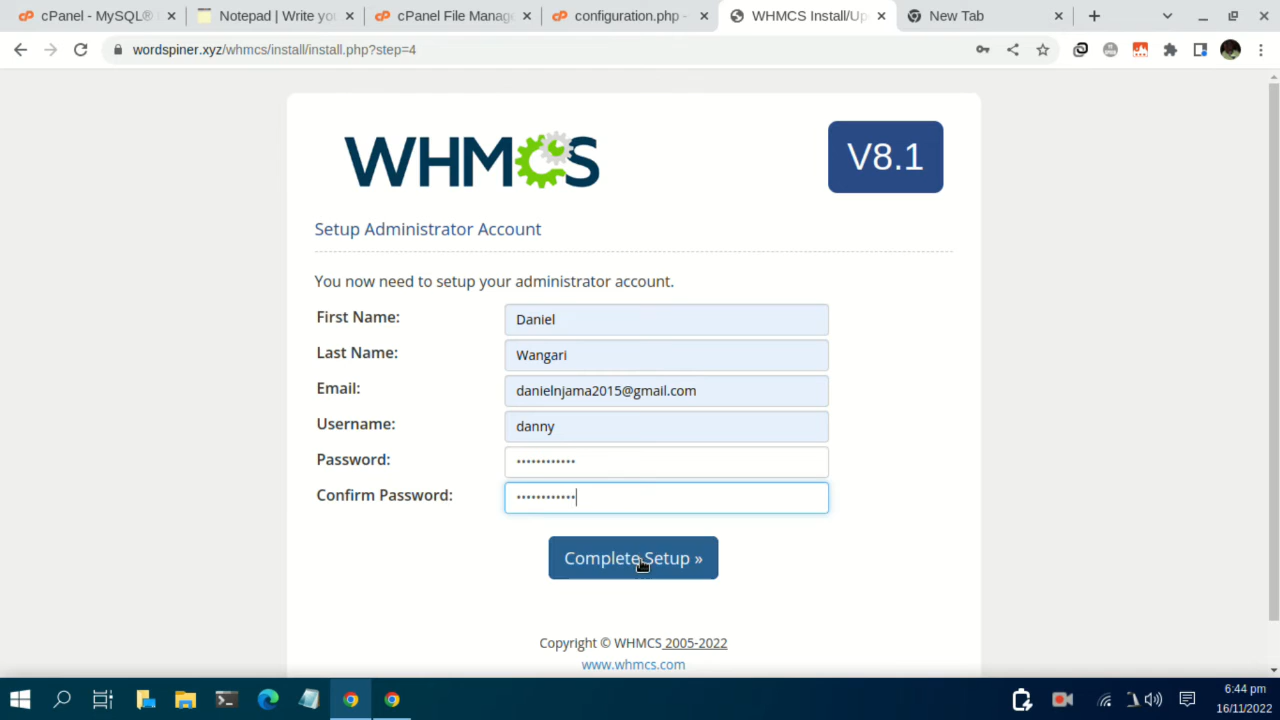 cPanel - MySQL®
Notepad | Write you
cPanel File Manage
configuration.php -
WHMCS Install/Up
New Tab
wordspiner.xyz/whmcs/install/install.php?step=4
WHMCS
V8.1
Setup Administrator Account
You now need to setup your administrator account.
First Name:
Daniel
Last Name:
Wangari
Email:
danielnjama2015@gmail.com
Username:
danny
Password:
••••••••••••
Confirm Password:
••••••••••••
Complete Setup »
Copyright © WHMCS 2005-2022
www.whmcs.com
6:44 pm
16/11/2022